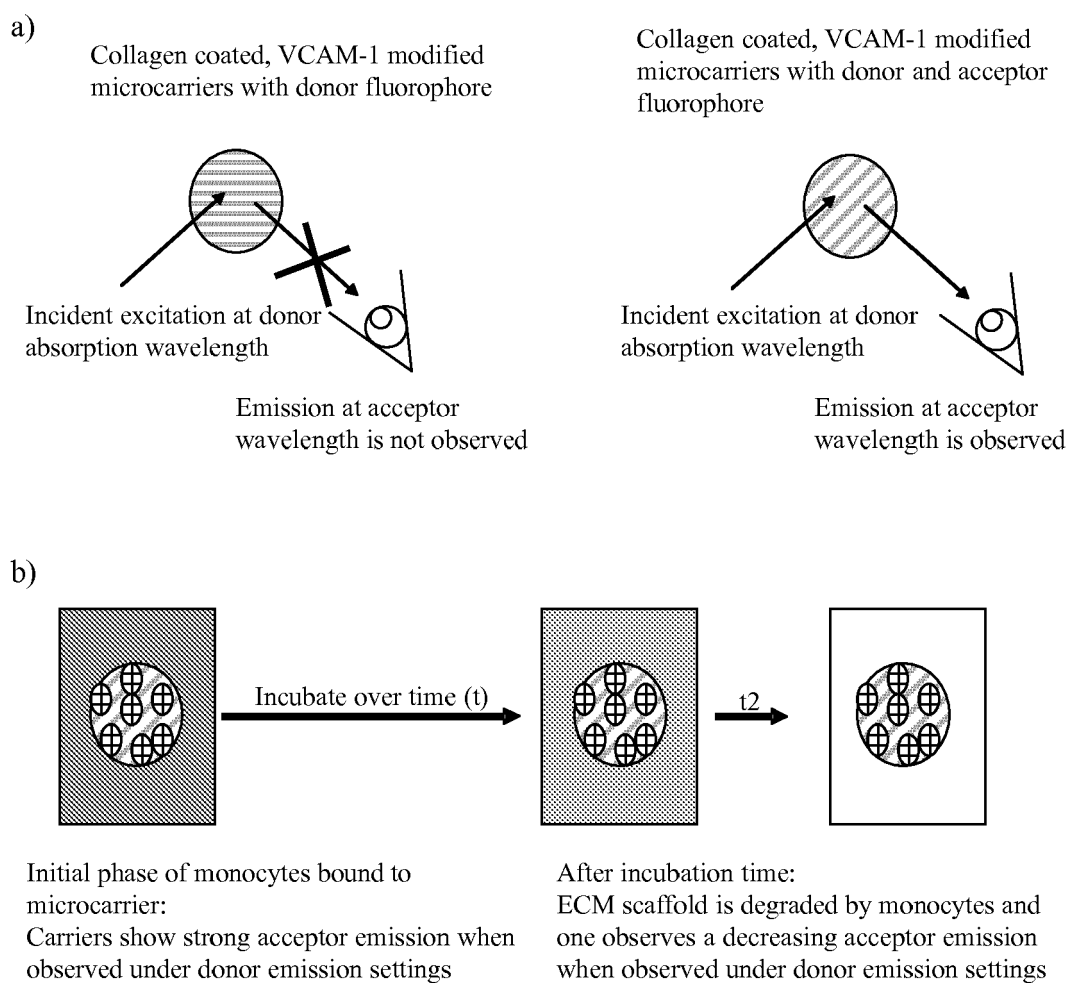 a)
Collagen coated, VCAM-1 modified
microcarriers with donor fluorophore
Collagen coated, VCAM-1 modified
microcarriers with donor and acceptor
fluorophore
Incident excitation at donor
absorption wavelength
Emission at acceptor
wavelength is not observed
Incident excitation at donor
absorption wavelength
Emission at acceptor
wavelength is observed
b)
Incubate over time (t)
t2
Initial phase of monocytes bound to
microcarrier:
Carriers show strong acceptor emission when
observed under donor emission settings
After incubation time:
ECM scaffold is degraded by monocytes and
one observes a decreasing acceptor emission
when observed under donor emission settings